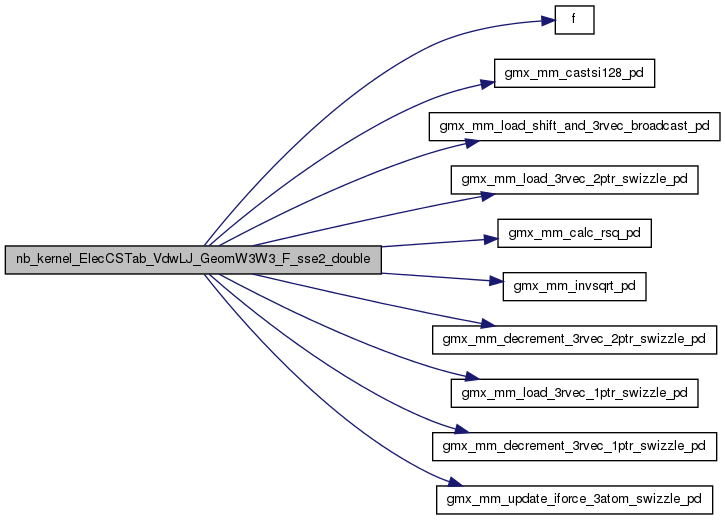 f
gmx_mm_castsi128_pd
gmx_mm_load_shift_and_3rvec_broadcast_pd
gmx_mm_load_3rvec_2ptr_swizzle_pd
gmx_mm_calc_rsq_pd
nb_kernel_ElecCSTab_VdwLJ_GeomW3W3_F_sse2_double
gmx_mm_invsqrt_pd
gmx_mm_decrement_3rvec_2ptr_swizzle_pd
gmx_mm_load_3rvec_1ptr_swizzle_pd
gmx_mm_decrement_3rvec_1ptr_swizzle_pd
gmx_mm_update_iforce_3atom_swizzle_pd